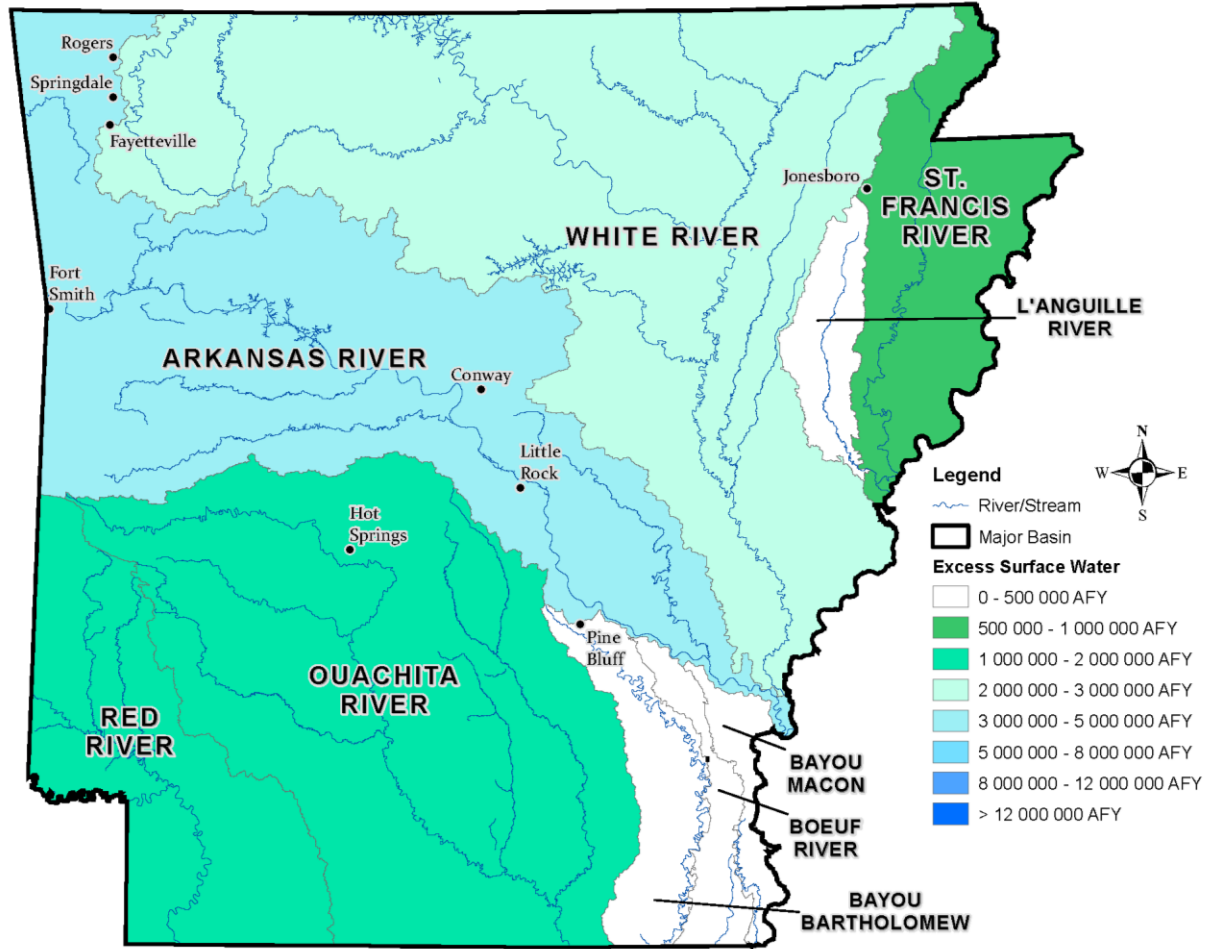 Rogers
Springdale
Fayetteville
Jonesboro
ST.
FRANCIS
RIVER
WHITE RIVER
Fort
Smith
L'ANGUILLE
RIVER
ARKANSAS RIVER
Conway
Little
Rock
Hot
Springs
Pine
Bluff
OUACHITA
RIVER
RED
RIVER
BAYOU
MACON
BOEUF
RIVER
BAYOU
BARTHOLOMEW
N
W
E
S
Legend
River/Stream
Major Basin
Excess Surface Water
0 - 500 000 AFY
500 000 - 1 000 000 AFY
1 000 000 - 2 000 000 AFY
2 000 000 - 3 000 000 AFY
3 000 000 - 5 000 000 AFY
5 000 000 - 8 000 000 AFY
8 000 000 - 12 000 000 AFY
> 12 000 000 AFY